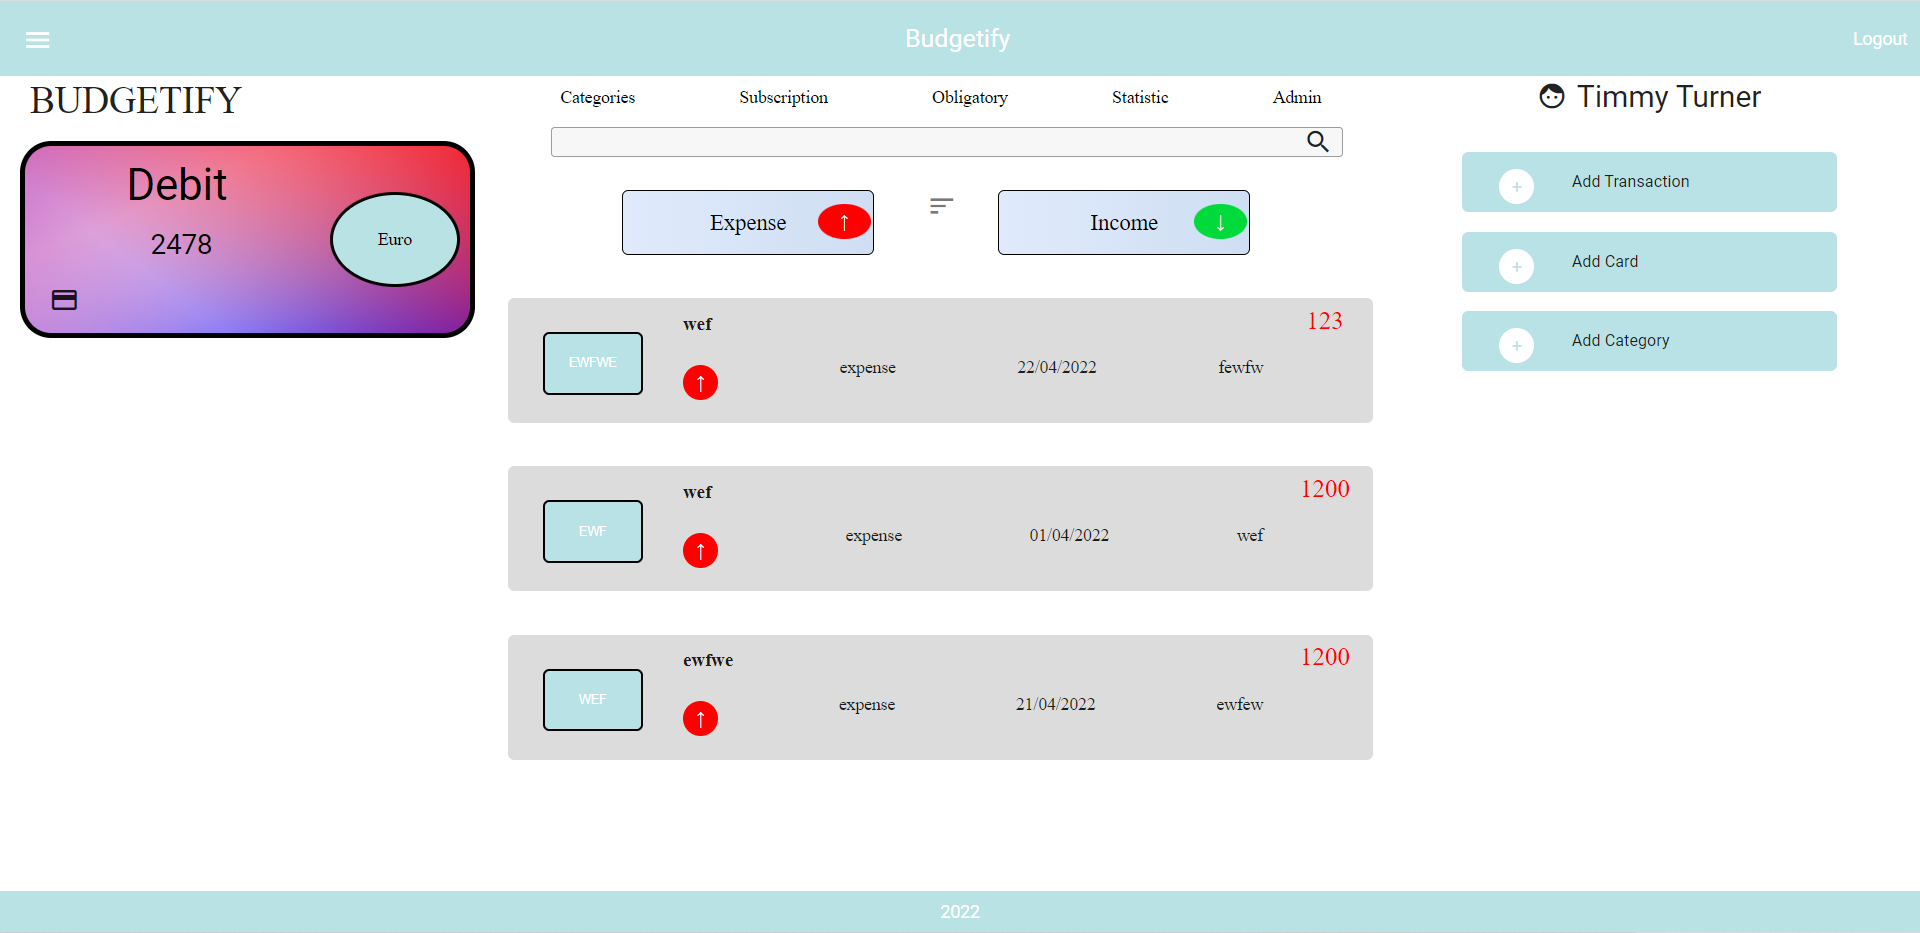 Budgetify
Logout
BUDGETIFY
Categories
Subscription
Obligatory
Statistic
Admin
Timmy Turner
Debit
2478
Euro
Expense ↑
Income ↓
Add Transaction
Add Card
Add Category
wef
123
EWFWE
↑
expense
22/04/2022
fewfw
wef
1200
EWF
↑
expense
01/04/2022
wef
ewfwe
1200
WEF
↑
expense
21/04/2022
ewfew
2022